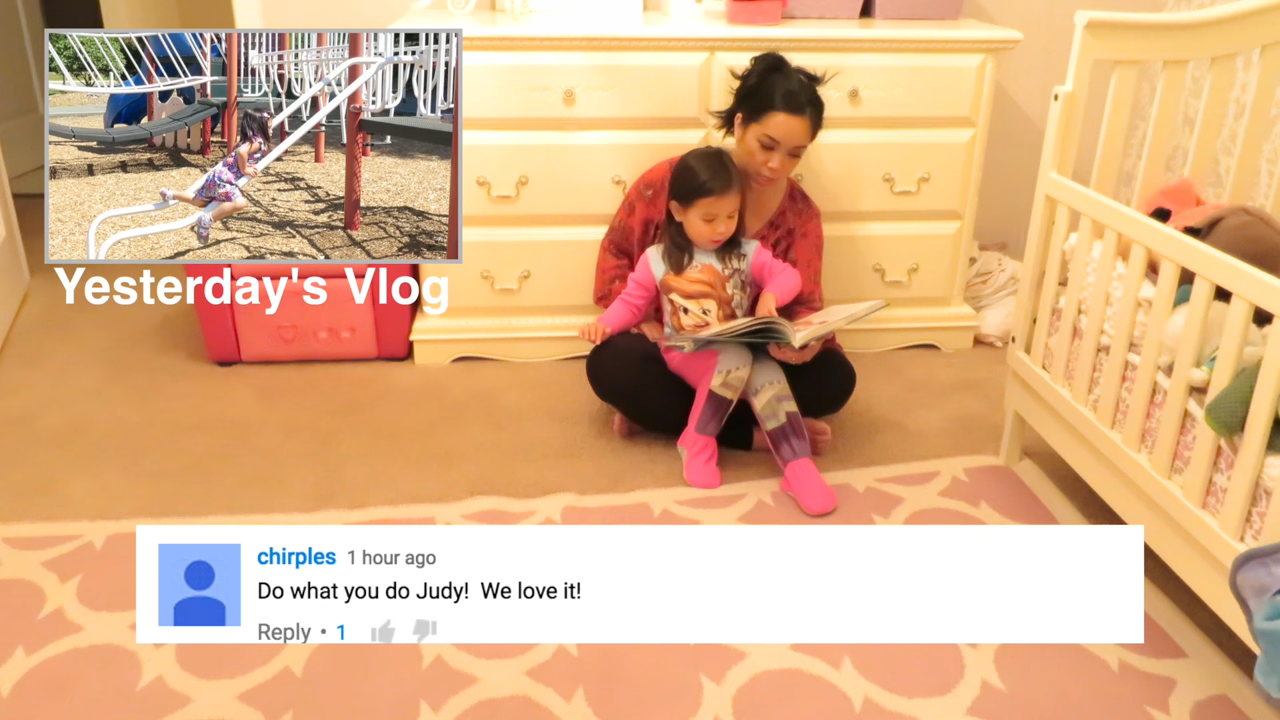 Yesterday's Vlog
chirples 1 hour ago
Do what you do Judy!  We love it!
Reply • 1